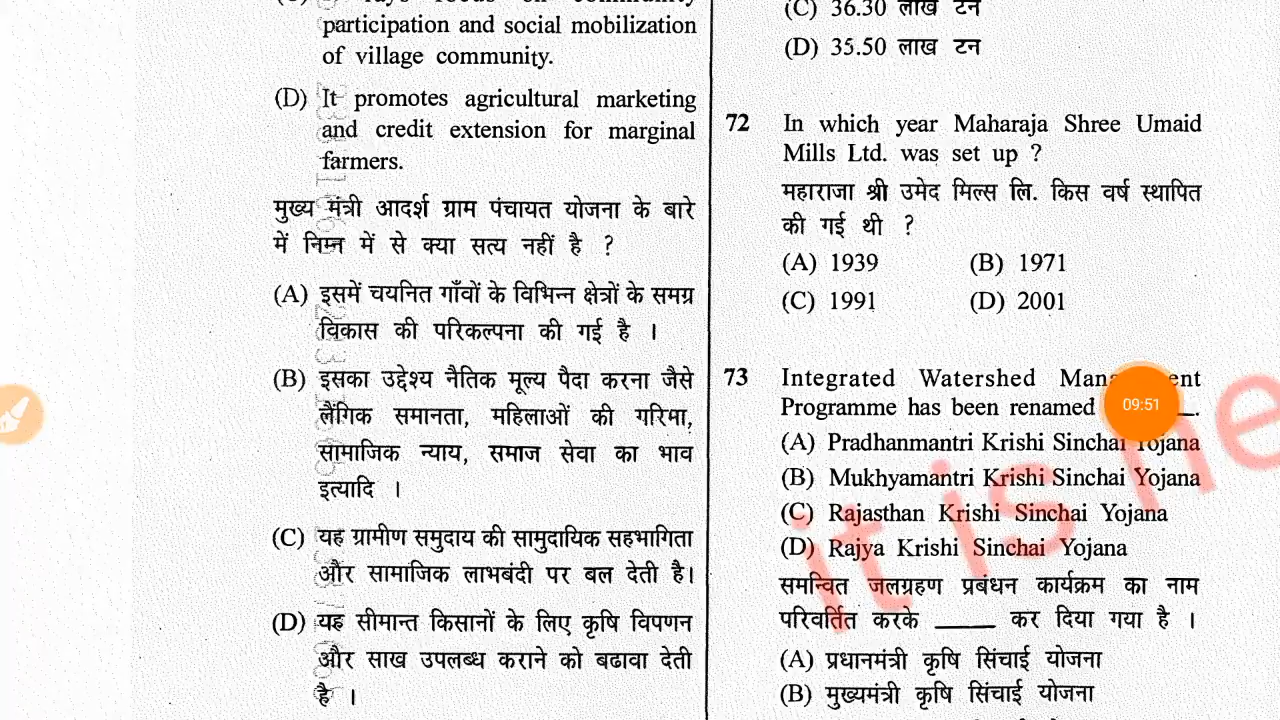 participation and social mobilization
of village community.
(D) It promotes agricultural marketing
and credit extension for marginal
farmers.
मुख्य मंत्री आदर्श ग्राम पंचायत योजना के बारे
में निम्न में से क्या सत्य नहीं है ?
(A) इसमें चयनित गाँवों के विभिन्न क्षेत्रों के समग्र
विकास की परिकल्पना की गई है ।
(B) इसका उद्देश्य नैतिक मूल्य पैदा करना जैसे
लैंगिक समानता, महिलाओं की गरिमा,
सामाजिक न्याय, समाज सेवा का भाव
इत्यादि ।
(C) यह ग्रामीण समुदाय की सामुदायिक सहभागिता
और सामाजिक लाभबंदी पर बल देती है।
(D) यह सीमान्त किसानों के लिए कृषि विपणन
और साख उपलब्ध कराने को बढावा देती
है ।
(C) 36.30 लाख टन
(D) 35.50 लाख टन
72 In which year Maharaja Shree Umaid
Mills Ltd. was set up ?
महाराजा श्री उमेद मिल्स लि. किस वर्ष स्थापित
की गई थी ?
(A) 1939 (B) 1971
(C) 1991 (D) 2001
73 Integrated Watershed
Programme has been renamed
(A) Pradhanmantri Krishi Sinchai Yojana
(B) Mukhyamantri Krishi Sinchai Yojana
(C) Rajasthan Krishi Sinchai Yojana
(D) Rajya Krishi Sinchai Yojana
समन्वित जलग्रहण प्रबंधन कार्यक्रम का नाम
परिवर्तित करके _____ कर दिया गया है ।
(A) प्रधानमंत्री कृषि सिंचाई योजना
(B) मुख्यमंत्री कृषि सिंचाई योजना
09:51
it is he